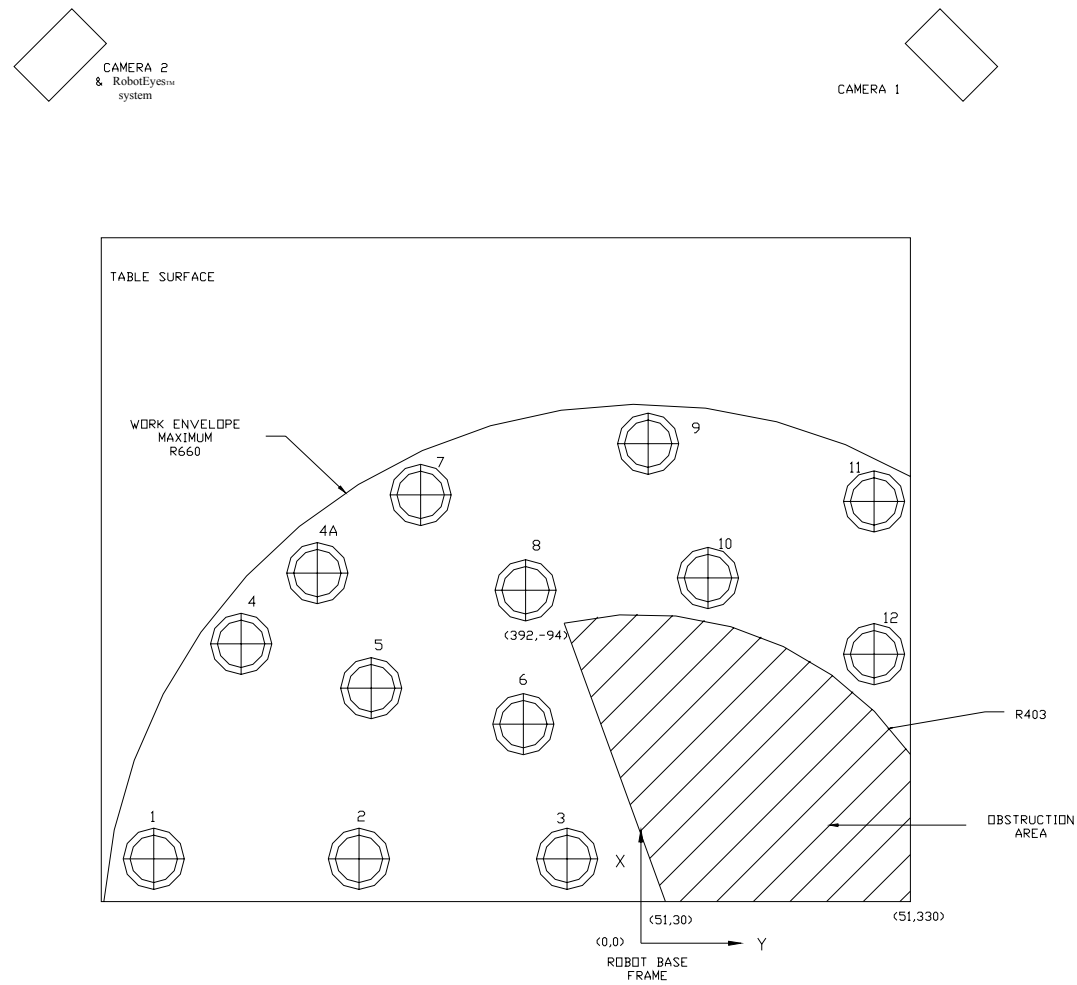 CAMERA 2
& RobotEyes™
system
CAMERA 1
TABLE SURFACE
WORK ENVELOPE
MAXIMUM
R660
9
7
11
4A
8
10
4
(392,-94)
12
5
6
R403
1
2
3
OBSTRUCTION
AREA
X
(51,30)
(51,330)
(0,0)
Y
ROBOT BASE
FRAME